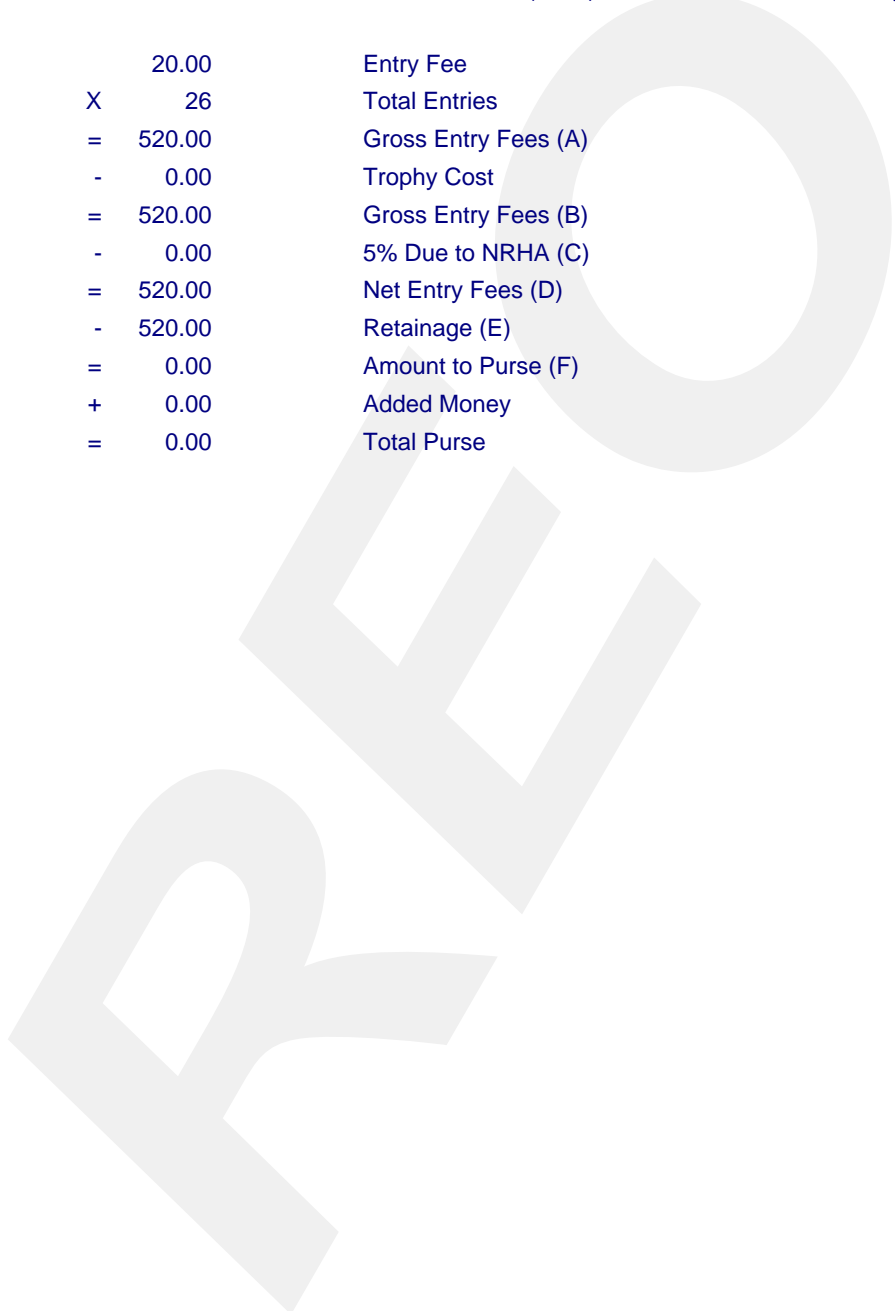 20.00 Entry Fee
X 26 Total Entries
= 520.00 Gross Entry Fees (A)
- 0.00 Trophy Cost
= 520.00 Gross Entry Fees (B)
- 0.00 5% Due to NRHA (C)
= 520.00 Net Entry Fees (D)
- 520.00 Retainage (E)
= 0.00 Amount to Purse (F)
+ 0.00 Added Money
= 0.00 Total Purse
REO